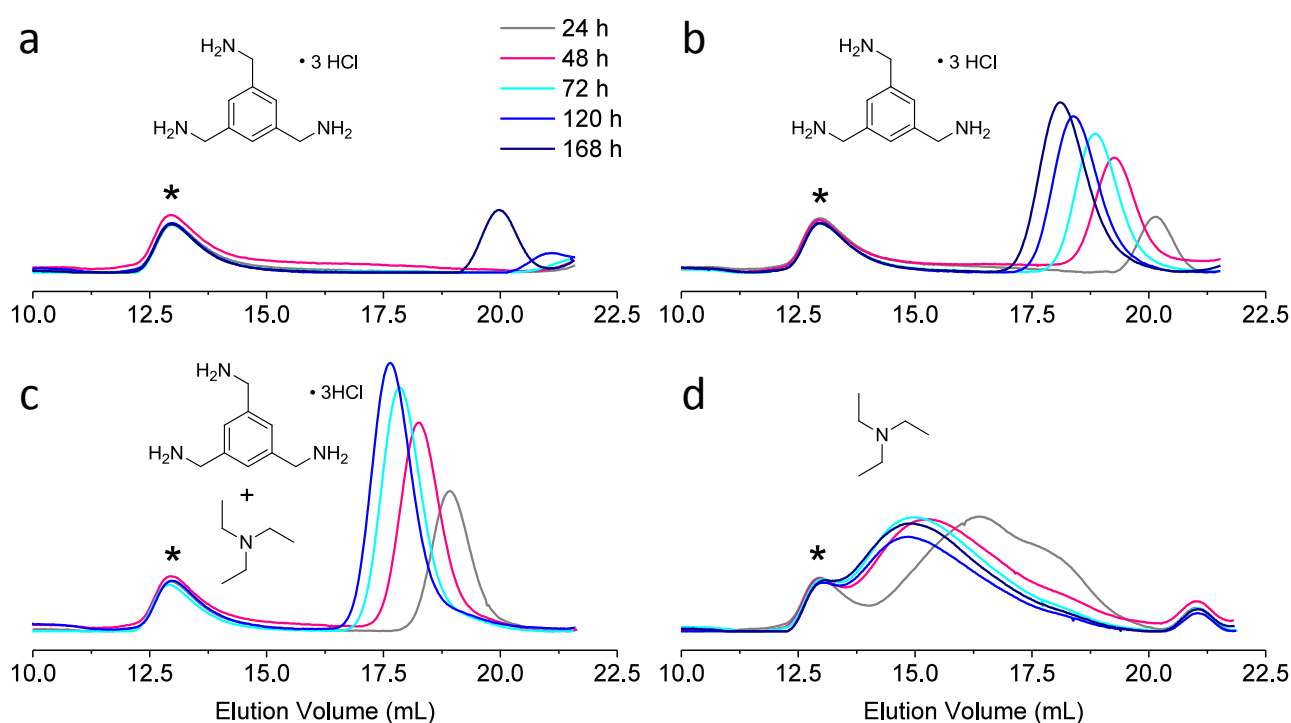 a
NH₂
H₂N
NH₂
• 3 HCl
*
24 h
48 h
72 h
120 h
168 h
10.0 12.5 15.0 17.5 20.0 22.5
b
H₂N
• 3 HCl
H₂N
NH₂
*
10.0 12.5 15.0 17.5 20.0 22.5
c
H₂N
• 3HCl
H₂N
NH₂
+
N
*
10.0 12.5 15.0 17.5 20.0 22.5
Elution Volume (mL)
d
N
*
10.0 12.5 15.0 17.5 20.0 22.5
Elution Volume (mL)